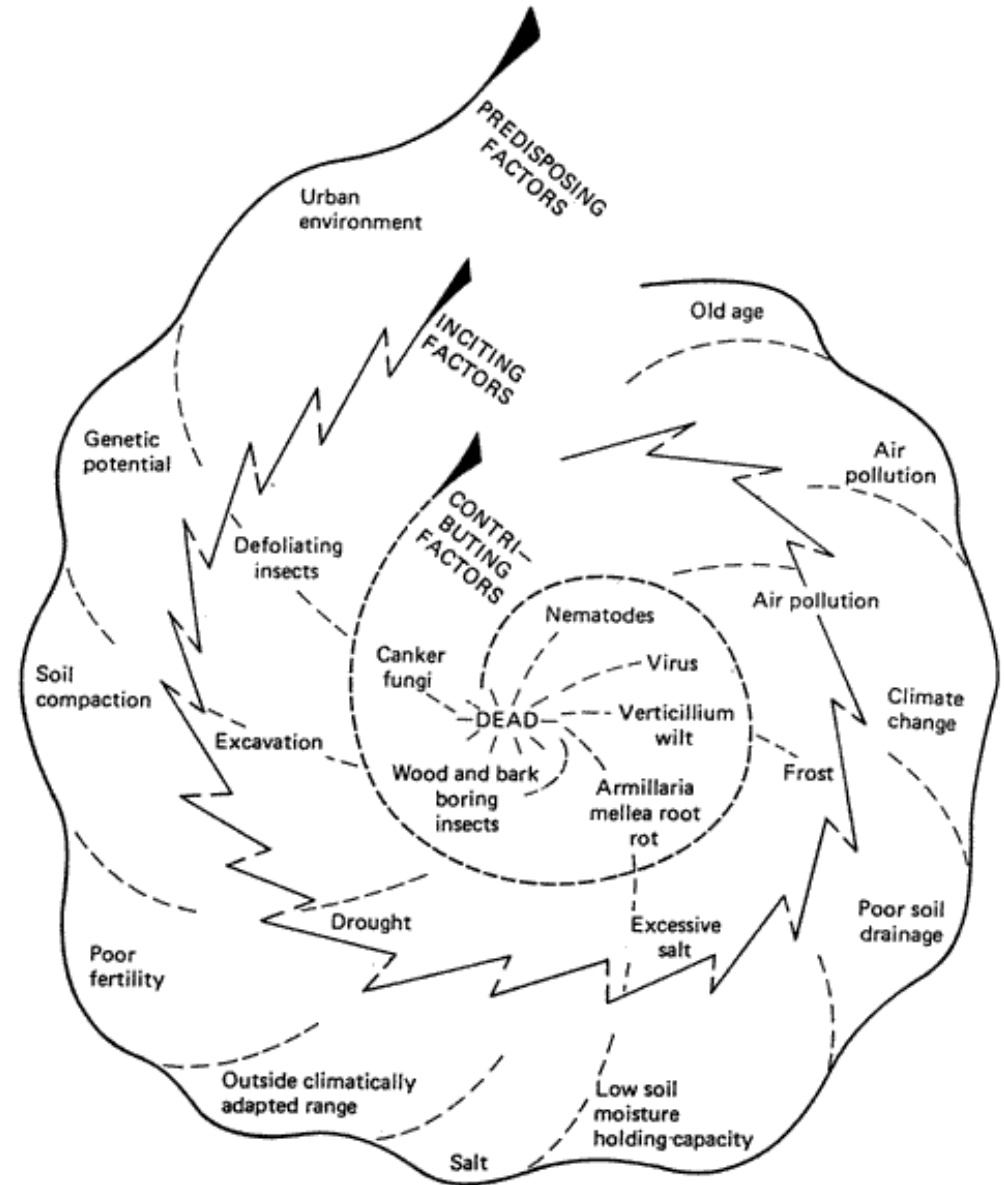 PREDISPOSING
FACTORS
Urban
environment
INCITING
FACTORS
Old age
Genetic
potential
Air
pollution
CONTRI-
BUTING
FACTORS
Defoliating
insects
Air pollution
Nematodes
Canker
fungi
Virus
Soil
compaction
Climate
change
DEAD
Verticillium
wilt
Excavation
Frost
Wood and bark
boring
insects
Armillaria
mellea root
rot
Drought
Excessive
salt
Poor soil
drainage
Poor
fertility
Outside climatically
adapted range
Low soil
moisture
holding-capacity
Salt